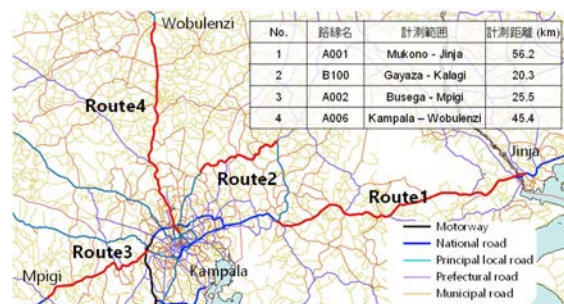 Wobulenzi
No. 路線名 計測範囲 計測距離 (km)
1 A001 Mukono - Jinja 56.2
2 B100 Gayaza - Kalagi 20.3
3 A002 Busega - Mpigi 25.5
4 A006 Kampala – Wobulenzi 45.4
Route4
Jinja
Route2
Route1
Route3
Mpigi
Kampala
Motorway
National road
Principal local road
Prefectural road
Municipal road